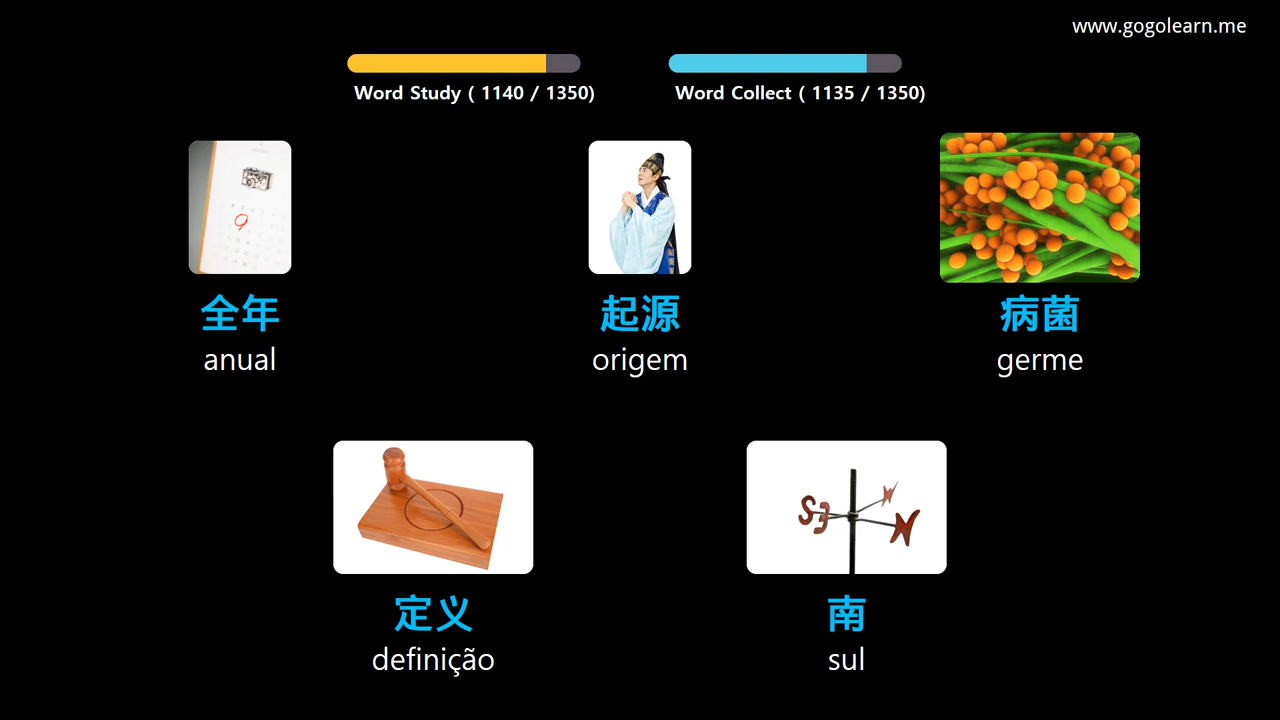 www.gogolearn.me
Word Study ( 1140 / 1350)
Word Collect ( 1135 / 1350)
全年
起源
病菌
anual
origem
germe
定义
南
definição
sul